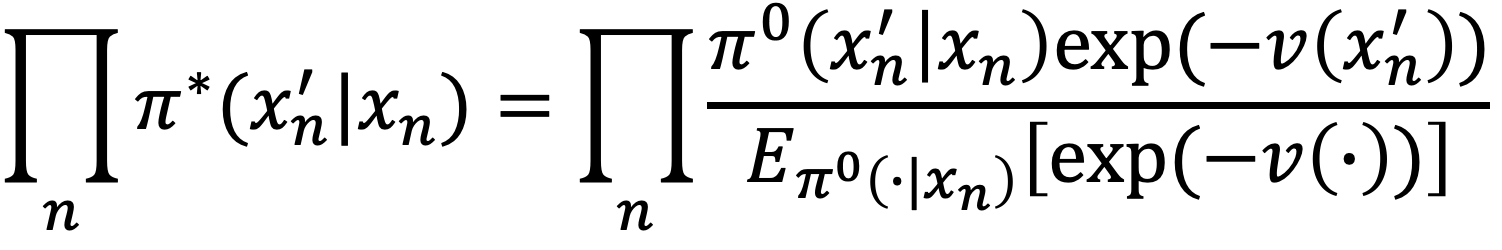 ∏_n π*(x′_n|x_n) = ∏_n π⁰(x′_n|x_n)exp(−v(x′_n)) / E_{π⁰(·|x_n)}[exp(−v(·))]